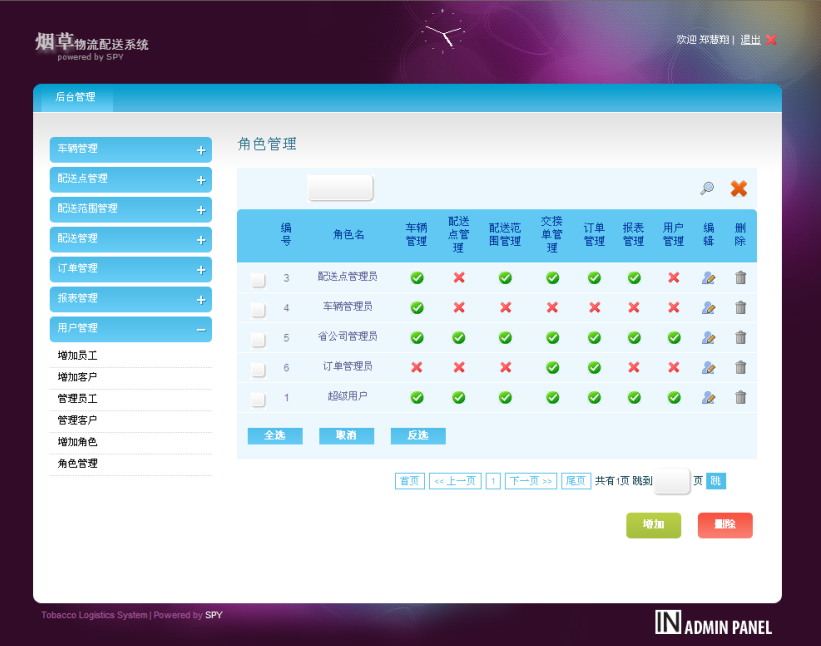 烟草物流配送系统
powered by SPY
欢迎 郑慧翔 | 退出
后台管理
车辆管理
配送点管理
配送范围管理
配送管理
订单管理
报表管理
用户管理
增加员工
增加客户
管理员工
管理客户
增加角色
角色管理
角色管理
编号 角色名 车辆管理 配送点管理 配送范围管理 交接单管理 订单管理 报表管理 用户管理 编辑 删除
3 配送点管理员
4 车辆管理员
5 省公司管理员
6 订单管理员
1 超级用户
全选 取消 反选
首页 << 上一页 1 下一页 >> 尾页 共有1页 跳到 页 跳
增加 删除
Tobacco Logistics System | Powered by SPY
IN ADMIN PANEL